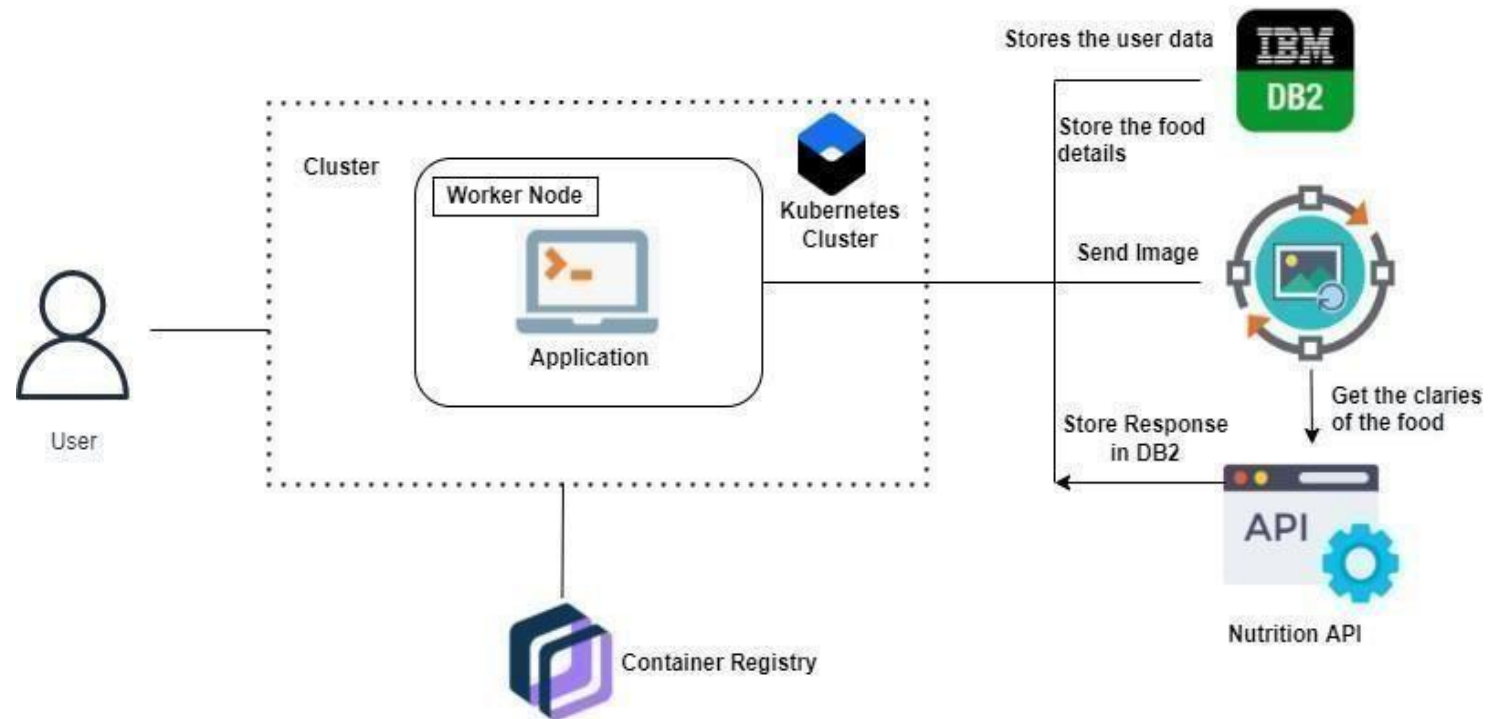 Stores the user data
IBM
DB2
Store the food
details
Cluster
Worker Node
Kubernetes
Cluster
Send Image
Application
User
Get the claries
of the food
Store Response
in DB2
API
Nutrition API
Container Registry